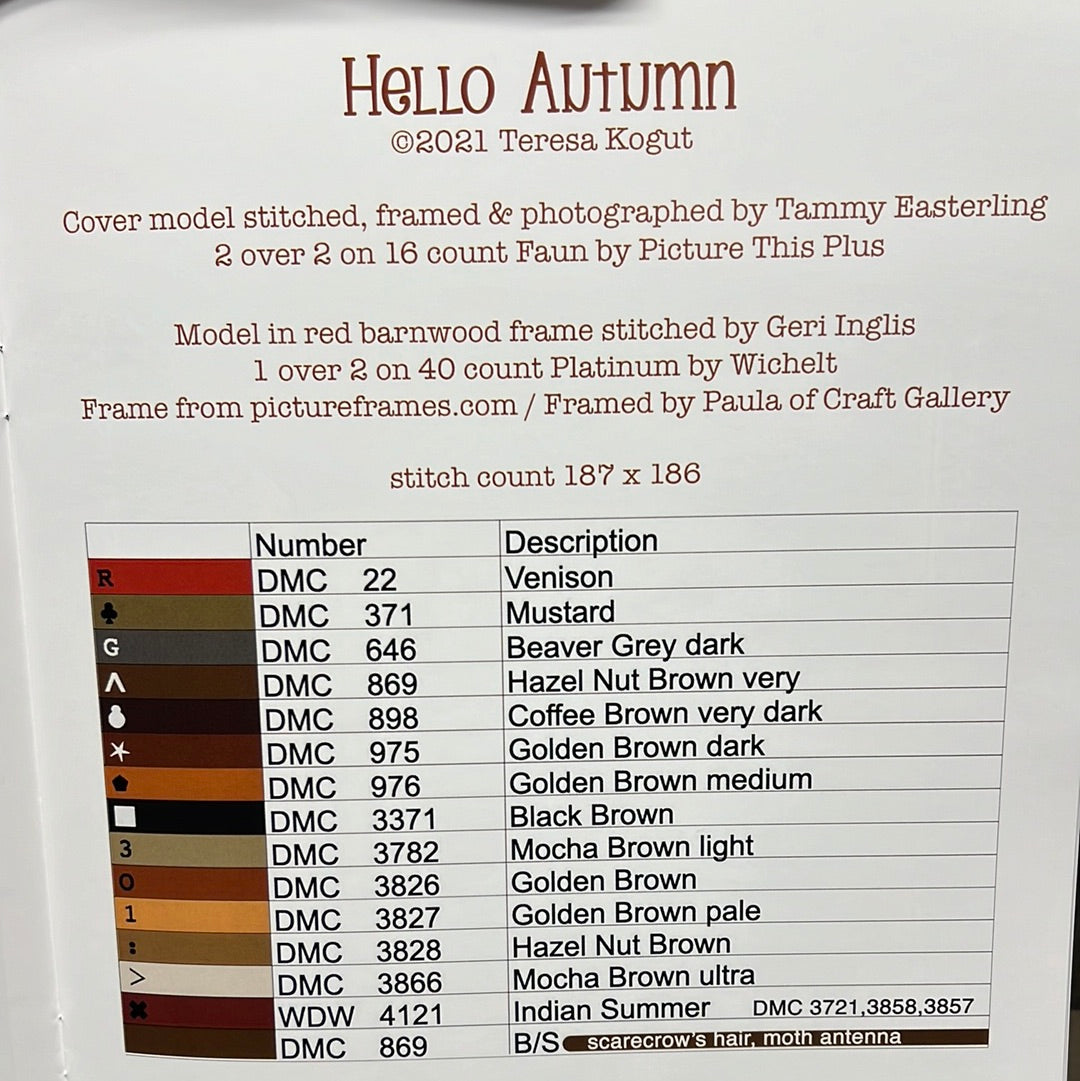 Hello Autumn
©2021 Teresa Kogut
Cover model stitched, framed & photographed by Tammy Easterling
2 over 2 on 16 count Faun by Picture This Plus
Model in red barnwood frame stitched by Geri Inglis
1 over 2 on 40 count Platinum by Wichelt
Frame from pictureframes.com / Framed by Paula of Craft Gallery
stitch count 187 x 186
Number Description
R DMC 22 Venison
♣ DMC 371 Mustard
G DMC 646 Beaver Grey dark
Λ DMC 869 Hazel Nut Brown very
DMC 898 Coffee Brown very dark
DMC 975 Golden Brown dark
DMC 976 Golden Brown medium
DMC 3371 Black Brown
3 DMC 3782 Mocha Brown light
O DMC 3826 Golden Brown
1 DMC 3827 Golden Brown pale
: DMC 3828 Hazel Nut Brown
> DMC 3866 Mocha Brown ultra
✖ WDW 4121 Indian Summer DMC 3721,3858,3857
DMC 869 B/S scarecrow's hair, moth antenna